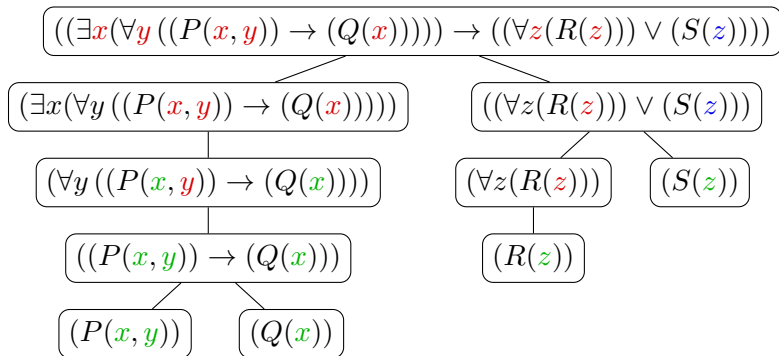 ((∃x(∀y ((P(x, y)) → (Q(x))))) → ((∀z(R(z))) ∨ (S(z))))
(∃x(∀y ((P(x, y)) → (Q(x)))))
((∀z(R(z))) ∨ (S(z)))
(∀y ((P(x, y)) → (Q(x))))
(∀z(R(z)))
(S(z))
((P(x, y)) → (Q(x)))
(R(z))
(P(x, y))
(Q(x))